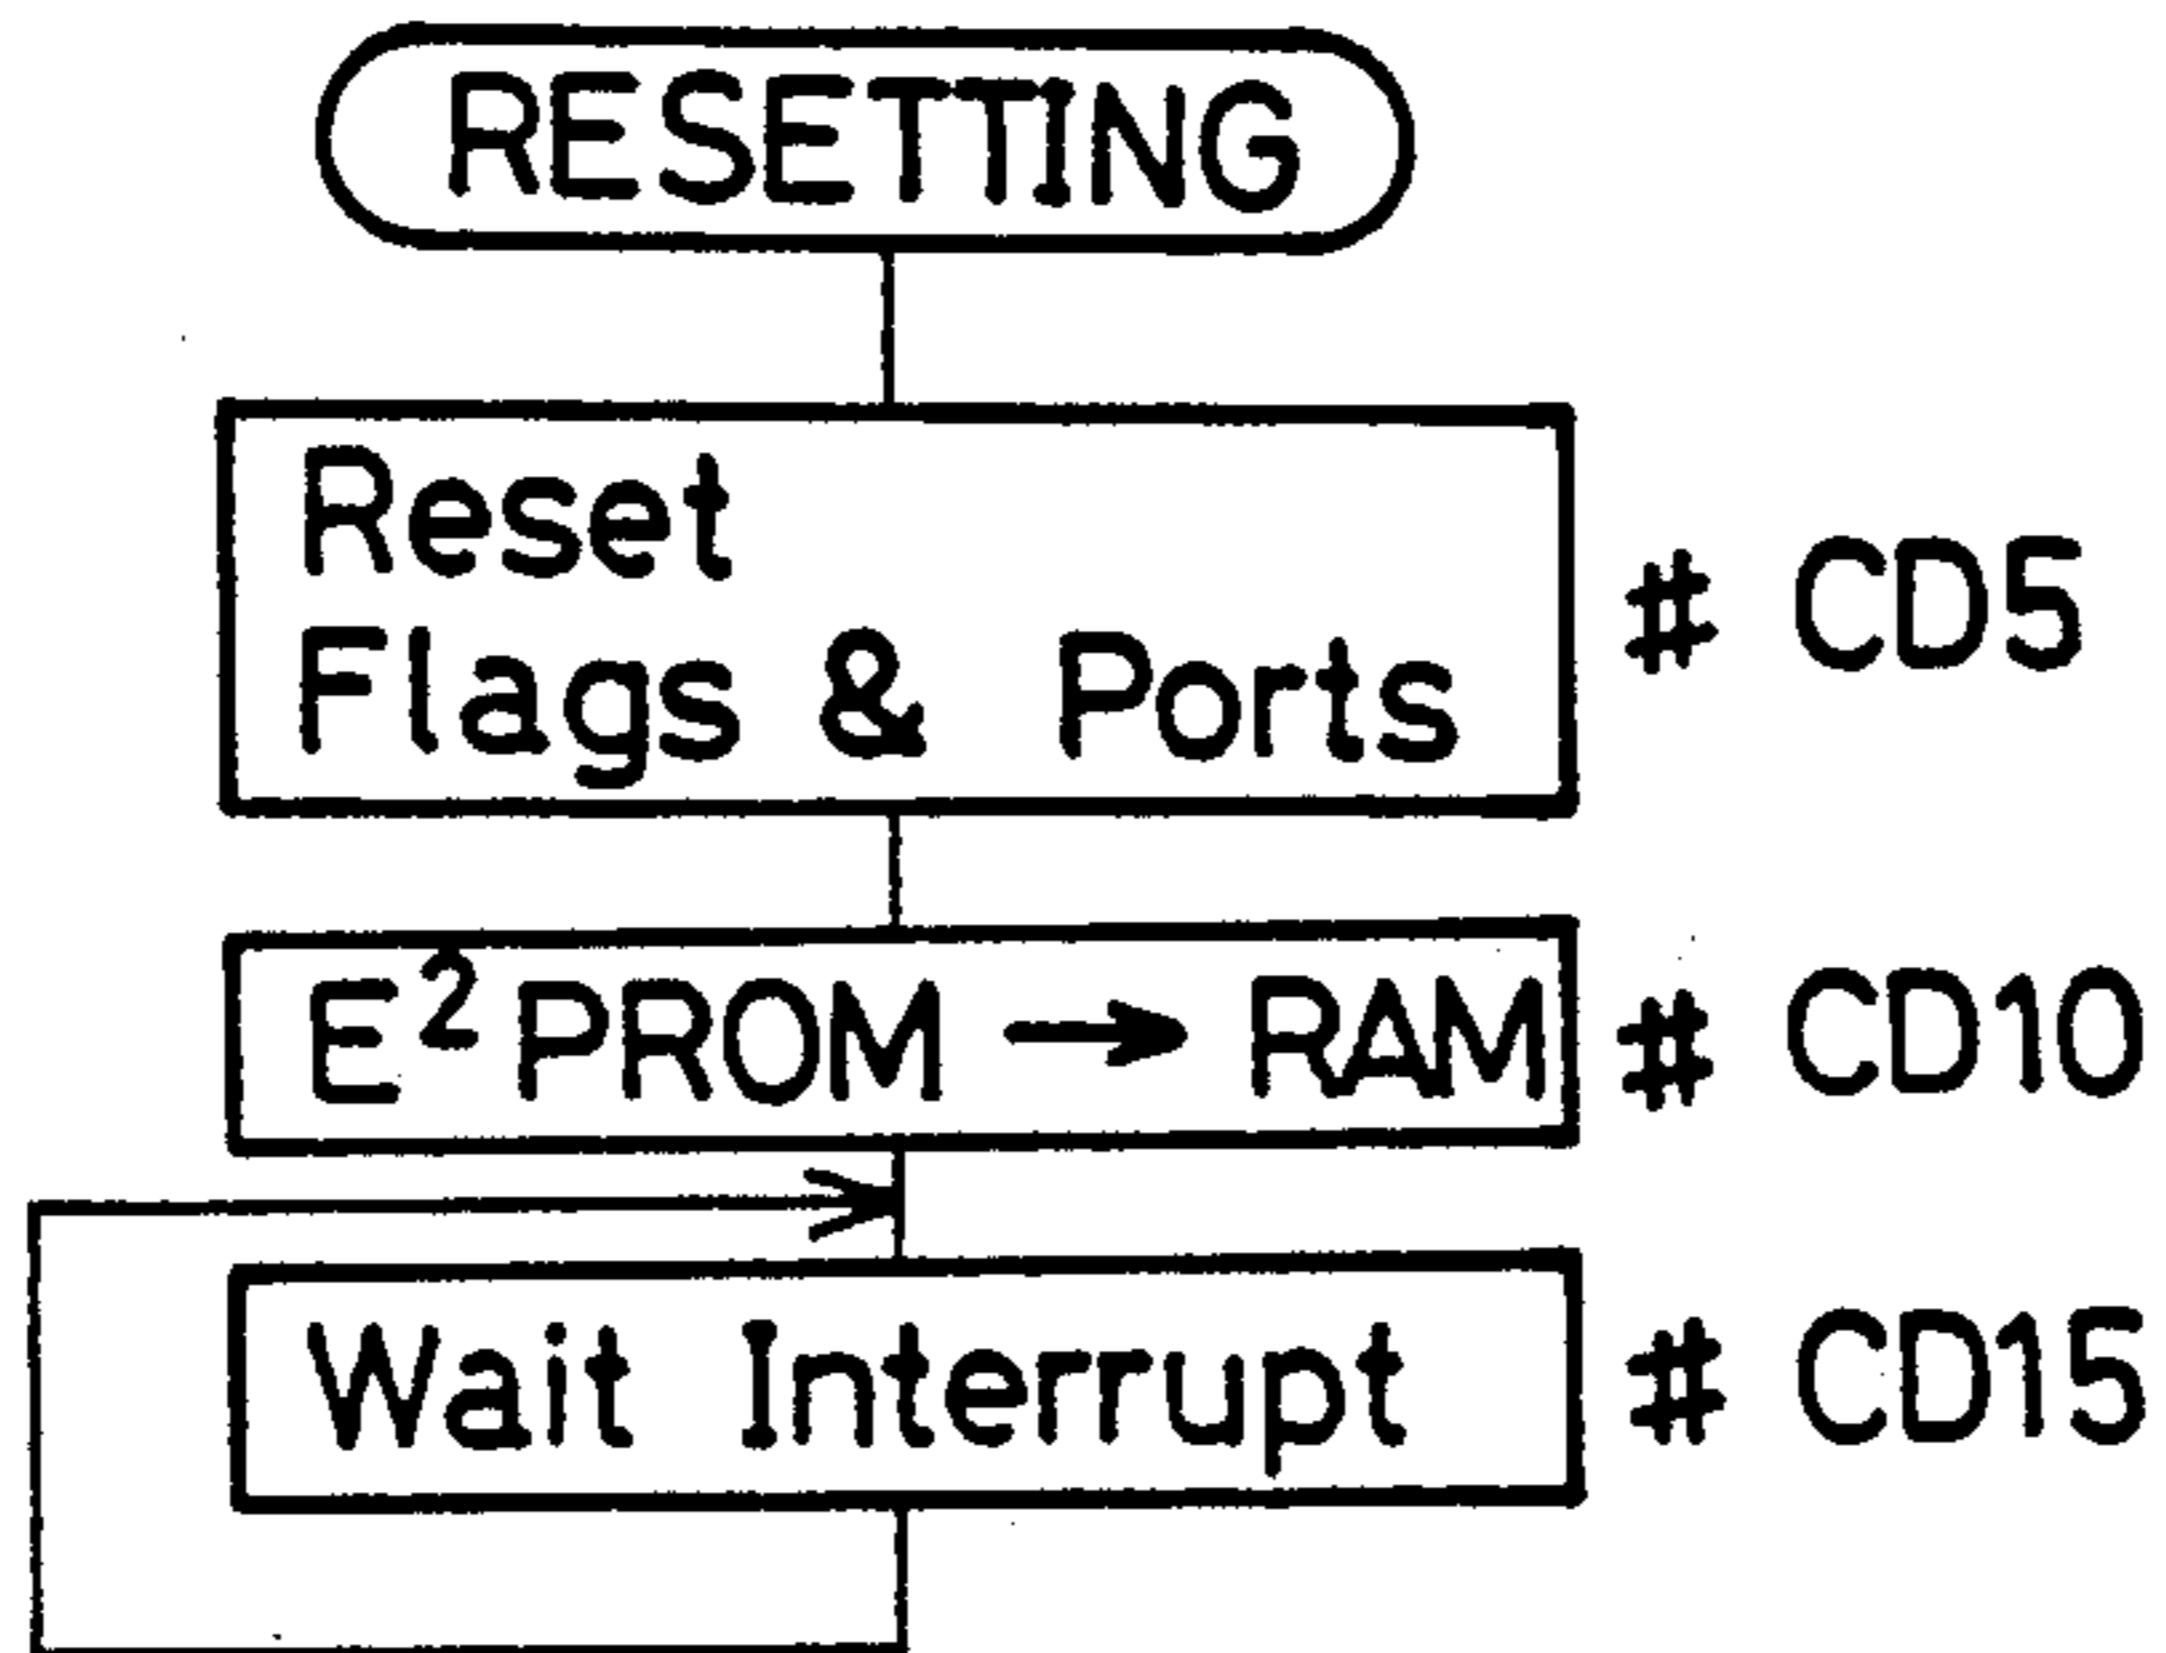 RESETTING
Reset
Flags & Ports
# CD5
E²PROM → RAM
# CD10
Wait Interrupt
# CD15